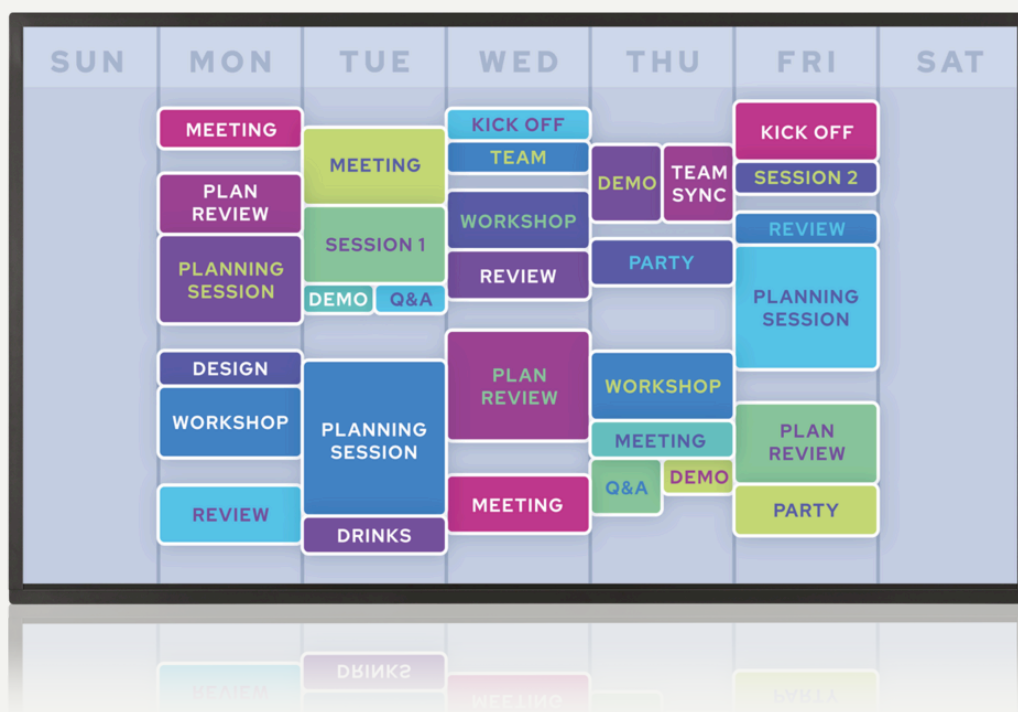 SUN
MON
TUE
WED
THU
FRI
SAT
MEETING
PLAN
REVIEW
PLANNING
SESSION
DESIGN
WORKSHOP
REVIEW
MEETING
SESSION 1
DEMO
Q&A
PLANNING
SESSION
DRINKS
KICK OFF
TEAM
WORKSHOP
REVIEW
PLAN
REVIEW
MEETING
DEMO
TEAM
SYNC
PARTY
WORKSHOP
MEETING
Q&A
DEMO
KICK OFF
SESSION 2
REVIEW
PLANNING
SESSION
PLAN
REVIEW
PARTY